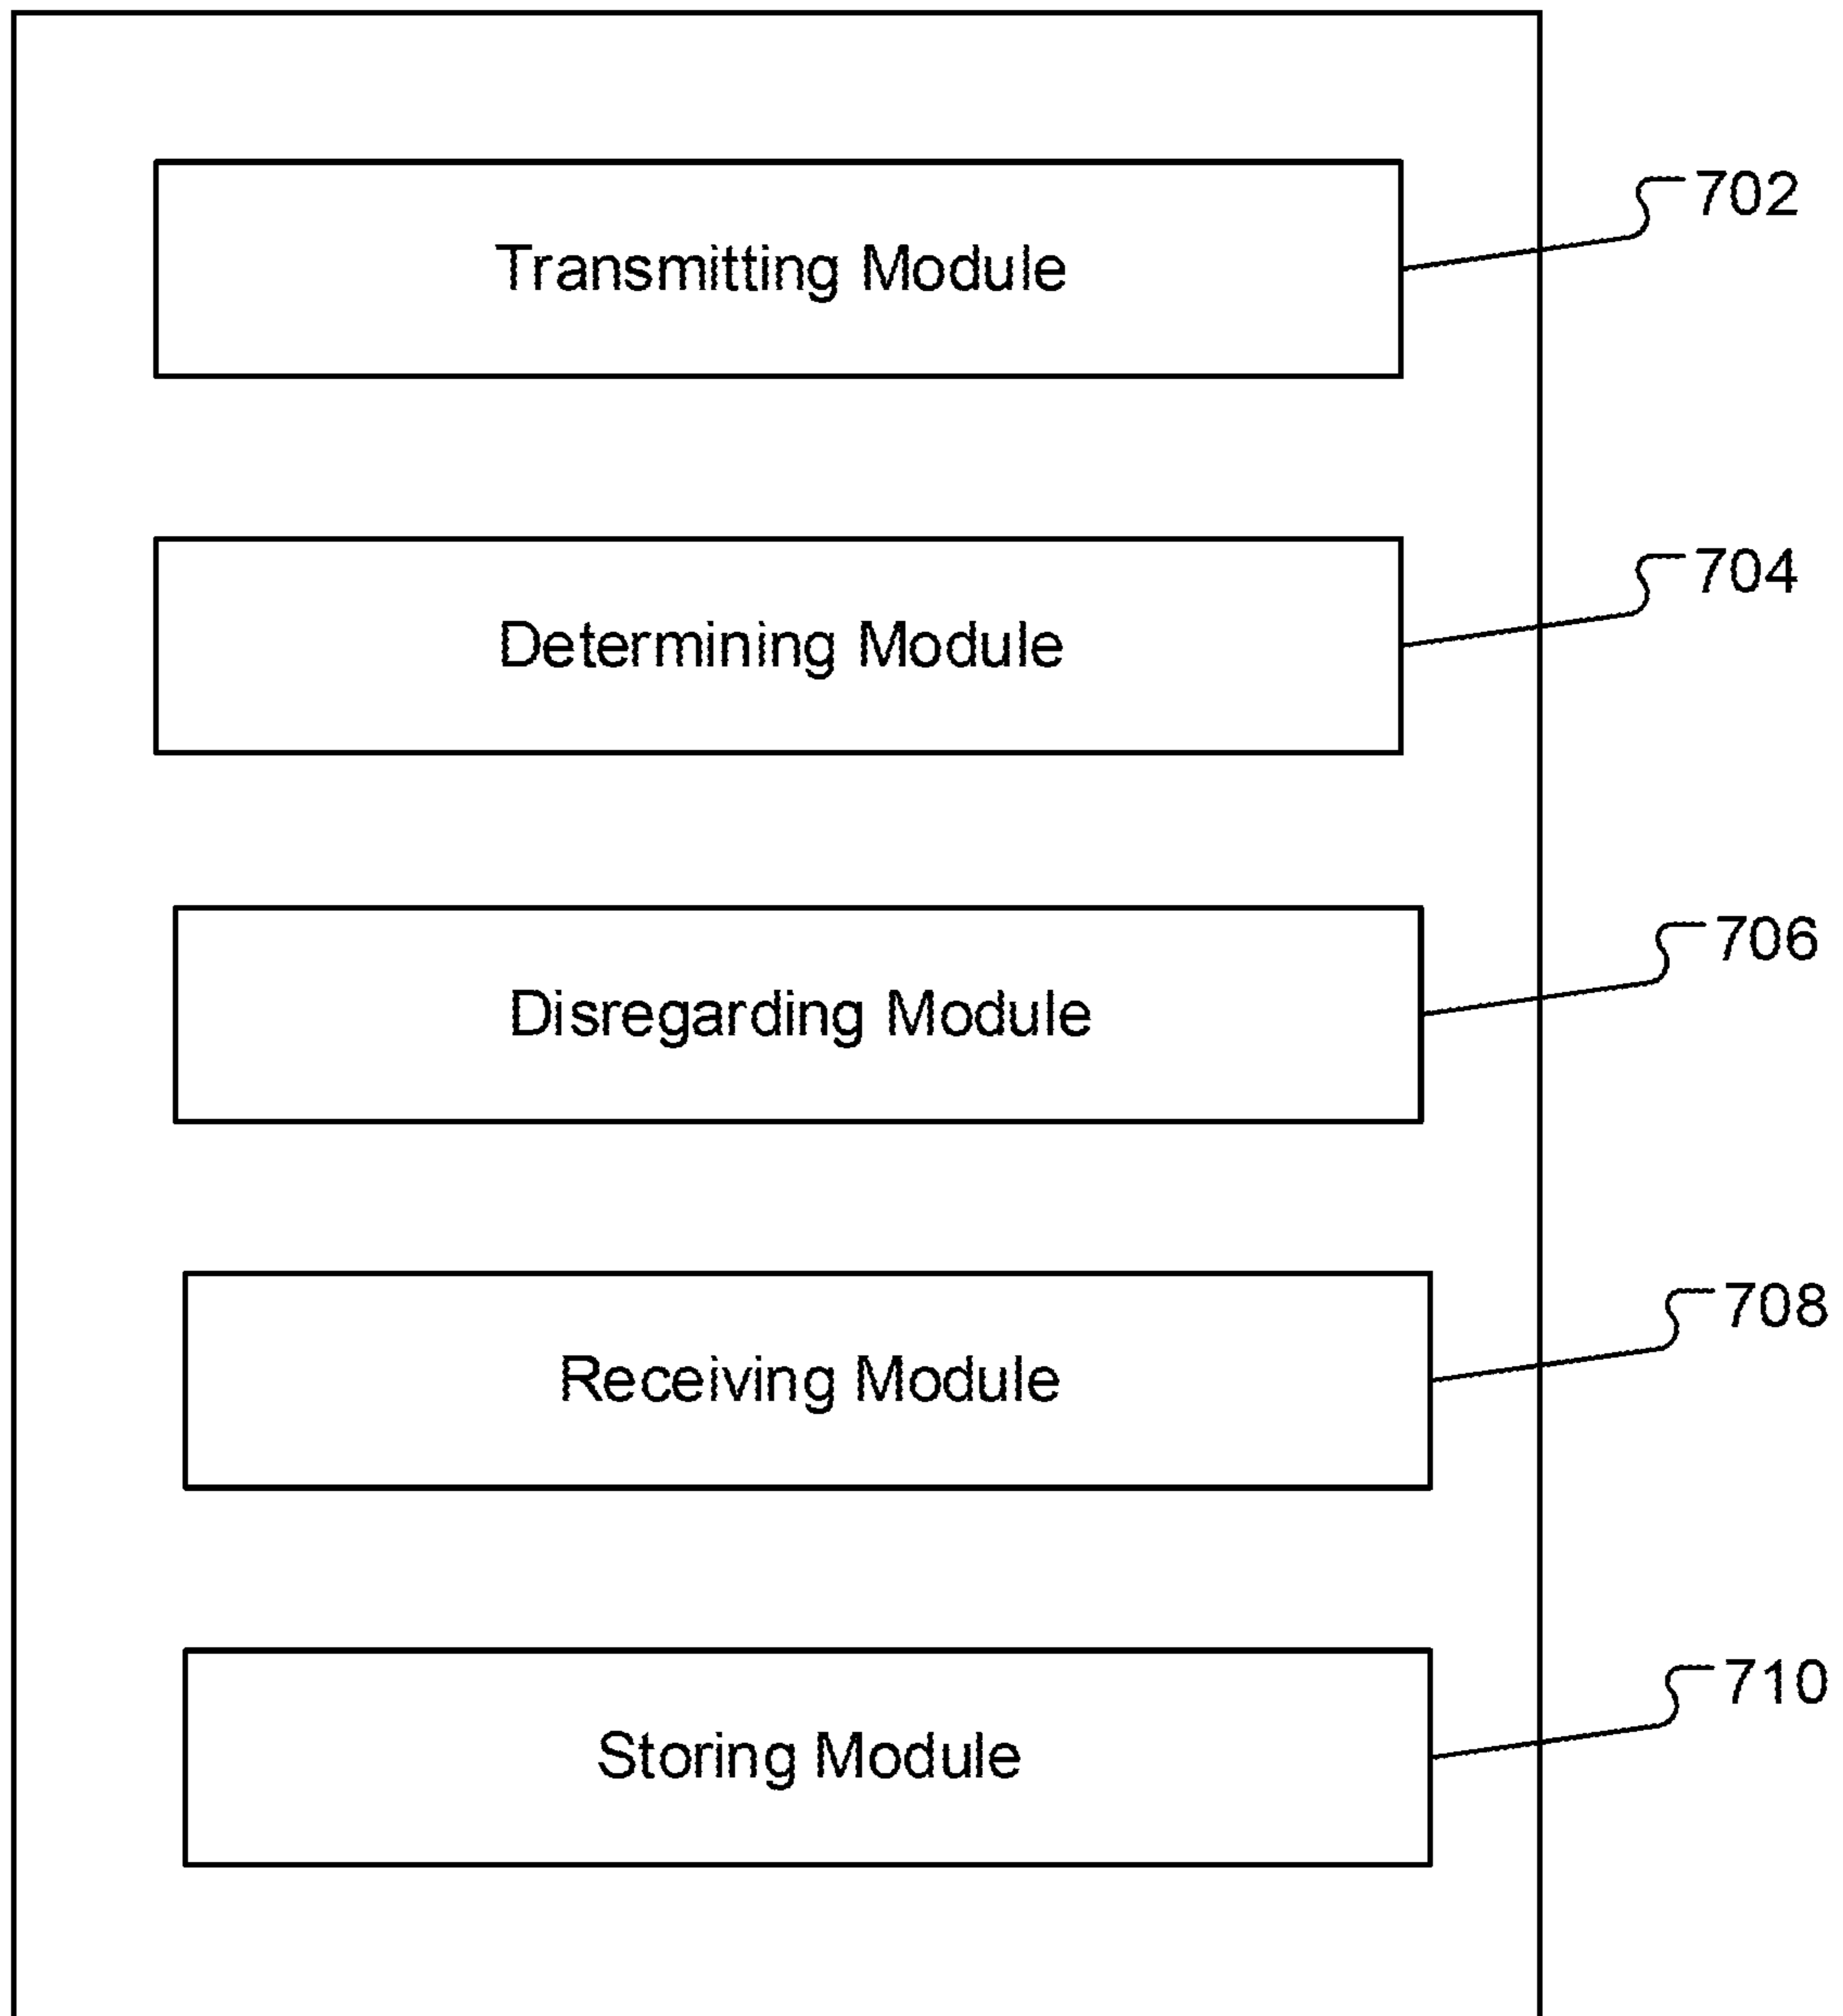 Transmitting Module
702
Determining Module
704
Disregarding Module
706
Receiving Module
708
Storing Module
710